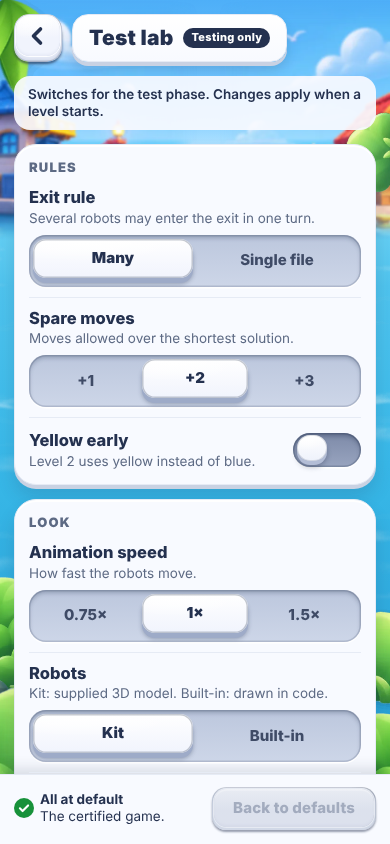 Test lab Testing only
Switches for the test phase. Changes apply when a
level starts.
RULES
Exit rule
Several robots may enter the exit in one turn.
Many Single file
Spare moves
Moves allowed over the shortest solution.
+1 +2 +3
Yellow early
Level 2 uses yellow instead of blue.
LOOK
Animation speed
How fast the robots move.
0.75× 1× 1.5×
Robots
Kit: supplied 3D model. Built-in: drawn in code.
Kit Built-in
All at default
The certified game.
Back to defaults